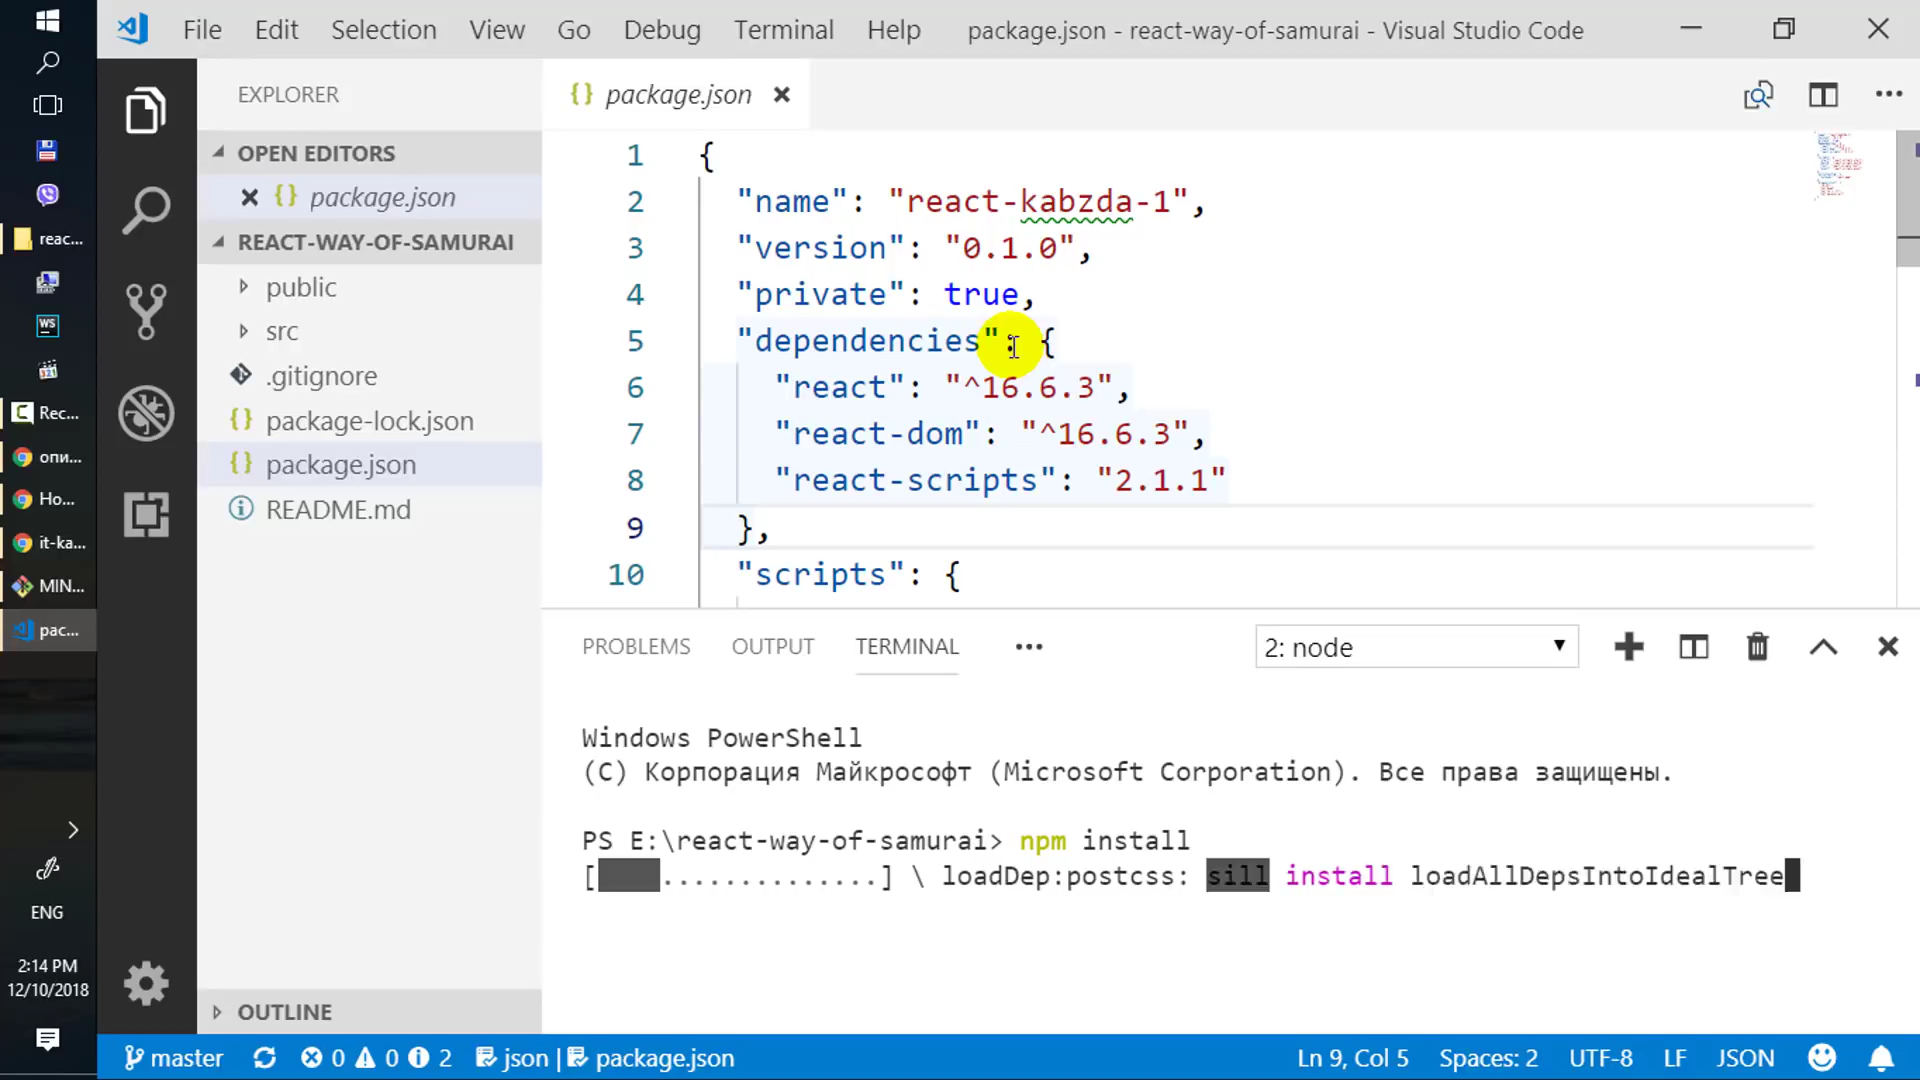 File Edit Selection View Go Debug Terminal Help package.json - react-way-of-samurai - Visual Studio Code
EXPLORER
OPEN EDITORS
package.json
REACT-WAY-OF-SAMURAI
public
src
.gitignore
package-lock.json
package.json
README.md
OUTLINE
package.json
1 {
2 "name": "react-kabzda-1",
3 "version": "0.1.0",
4 "private": true,
5 "dependencies": {
6 "react": "^16.6.3",
7 "react-dom": "^16.6.3",
8 "react-scripts": "2.1.1"
9 },
10 "scripts": {
PROBLEMS OUTPUT TERMINAL ••• 2: node
Windows PowerShell
(C) Корпорация Майкрософт (Microsoft Corporation). Все права защищены.
PS E:\react-way-of-samurai> npm install
[ ..............] \ loadDep:postcss: sill install loadAllDepsIntoIdealTree
reac...
WS
Rec...
опи...
Но...
it-ka...
MIN...
pac...
ENG
2:14 PM
12/10/2018
master 0 0 2 json | package.json Ln 9, Col 5 Spaces: 2 UTF-8 LF JSON